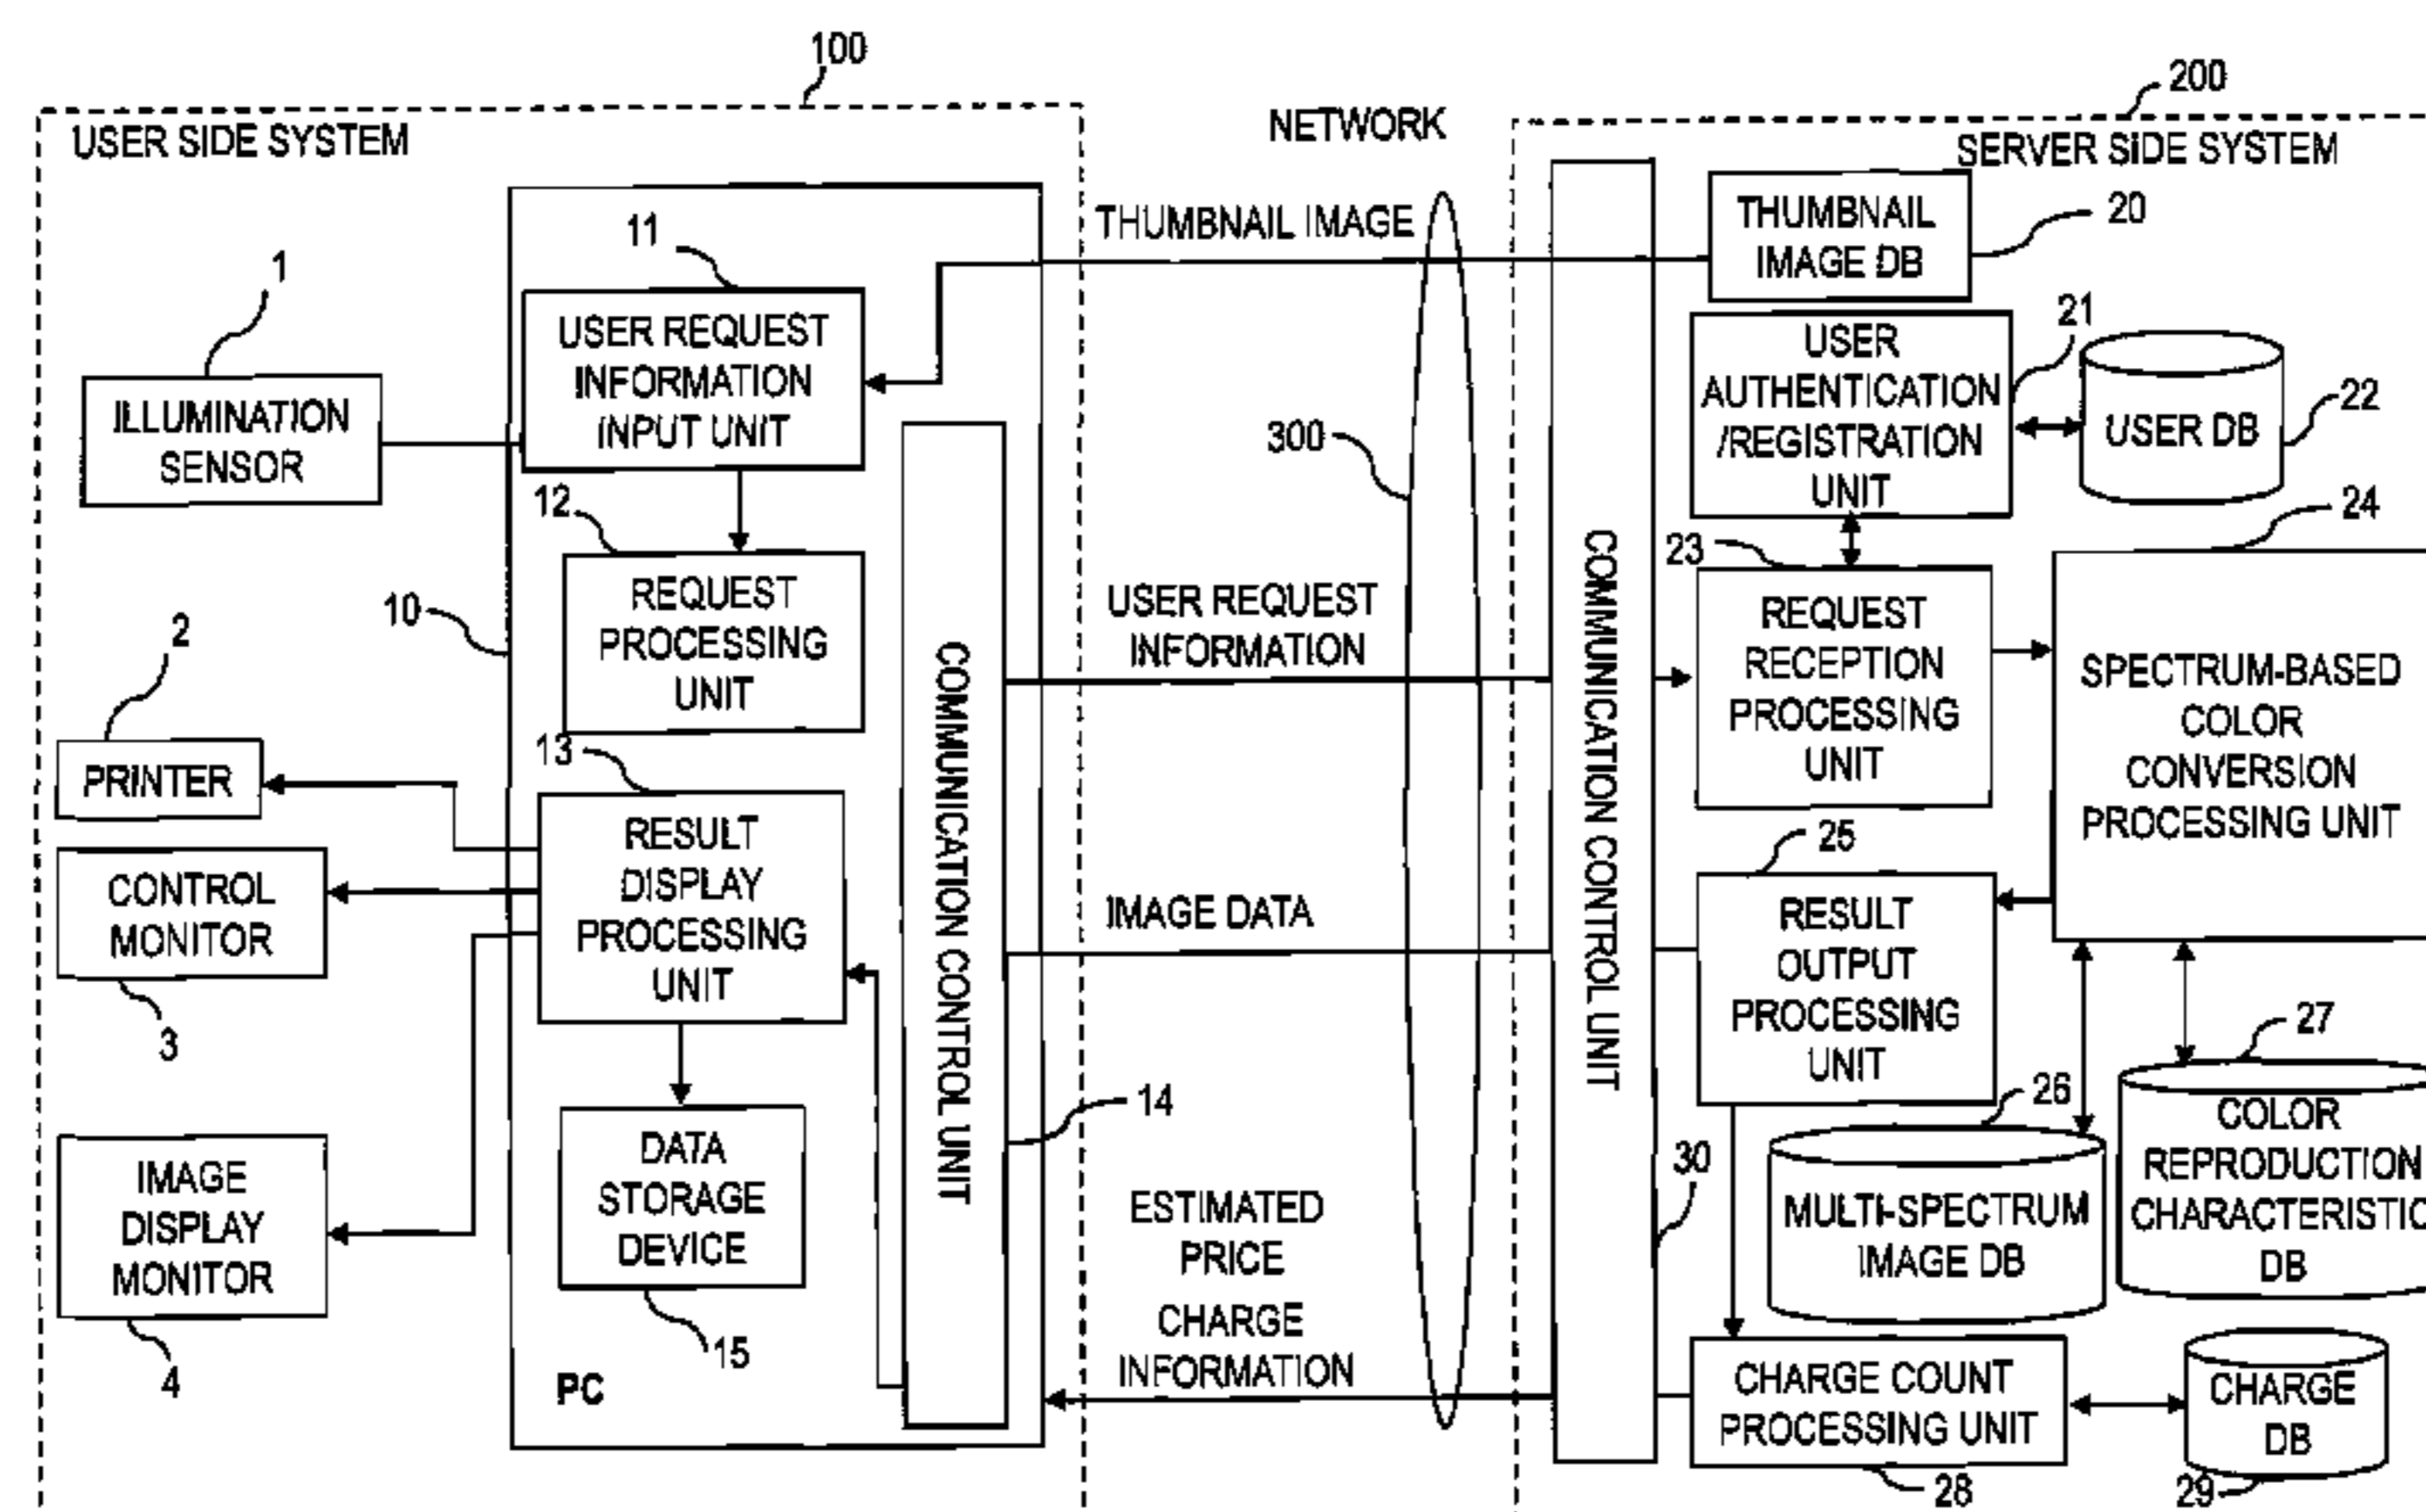 100
200
USER SIDE SYSTEM
NETWORK
SERVER SIDE SYSTEM
THUMBNAIL IMAGE
THUMBNAIL
IMAGE DB
20
11
1
USER REQUEST
INFORMATION
INPUT UNIT
ILLUMINATION
SENSOR
USER
AUTHENTICATION
/REGISTRATION
UNIT
21
USER DB
22
300
12
REQUEST
PROCESSING
UNIT
10
USER REQUEST
INFORMATION
COMMUNICATION CONTROL UNIT
23
REQUEST
RECEPTION
PROCESSING
UNIT
24
SPECTRUM-BASED
COLOR
CONVERSION
PROCESSING UNIT
2
PRINTER
13
RESULT
DISPLAY
PROCESSING
UNIT
COMMUNICATION CONTROL UNIT
CONTROL
MONITOR
3
IMAGE DATA
25
RESULT
OUTPUT
PROCESSING
UNIT
14
26
MULTI-SPECTRUM
IMAGE DB
27
COLOR
REPRODUCTION
CHARACTERISTIC
DB
IMAGE
DISPLAY
MONITOR
4
DATA
STORAGE
DEVICE
15
PC
ESTIMATED
PRICE
CHARGE
INFORMATION
30
CHARGE COUNT
PROCESSING UNIT
28
CHARGE
DB
29